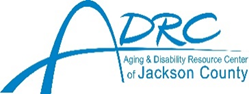 ADRC
Aging & Disability Resource Center
of Jackson County